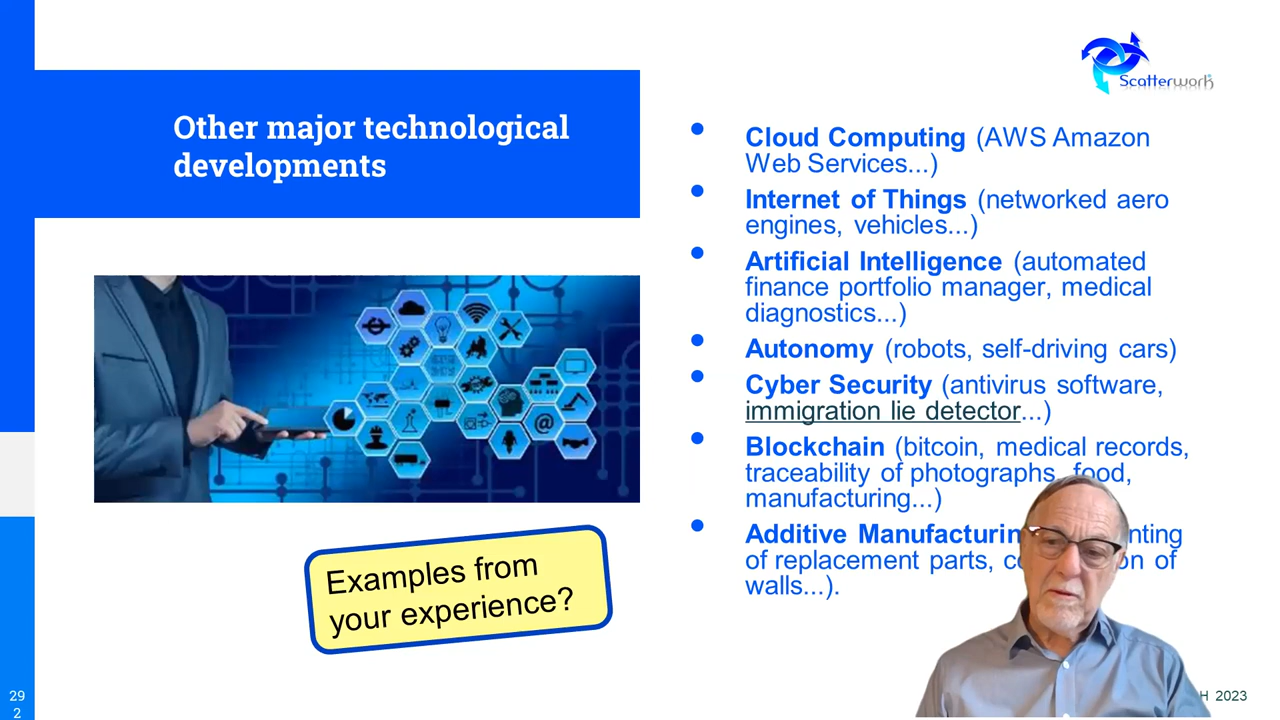 Scatterwork
Other major technological
developments
Cloud Computing (AWS Amazon
Web Services...)
Internet of Things (networked aero
engines, vehicles...)
Artificial Intelligence (automated
finance portfolio manager, medical
diagnostics...)
Autonomy (robots, self-driving cars)
Cyber Security (antivirus software,
immigration lie detector...)
Blockchain (bitcoin, medical records,
traceability of photographs, food,
manufacturing...)
Additive
of replacement parts, of
walls...).
Examples from
your experience?
29
2
H 2023